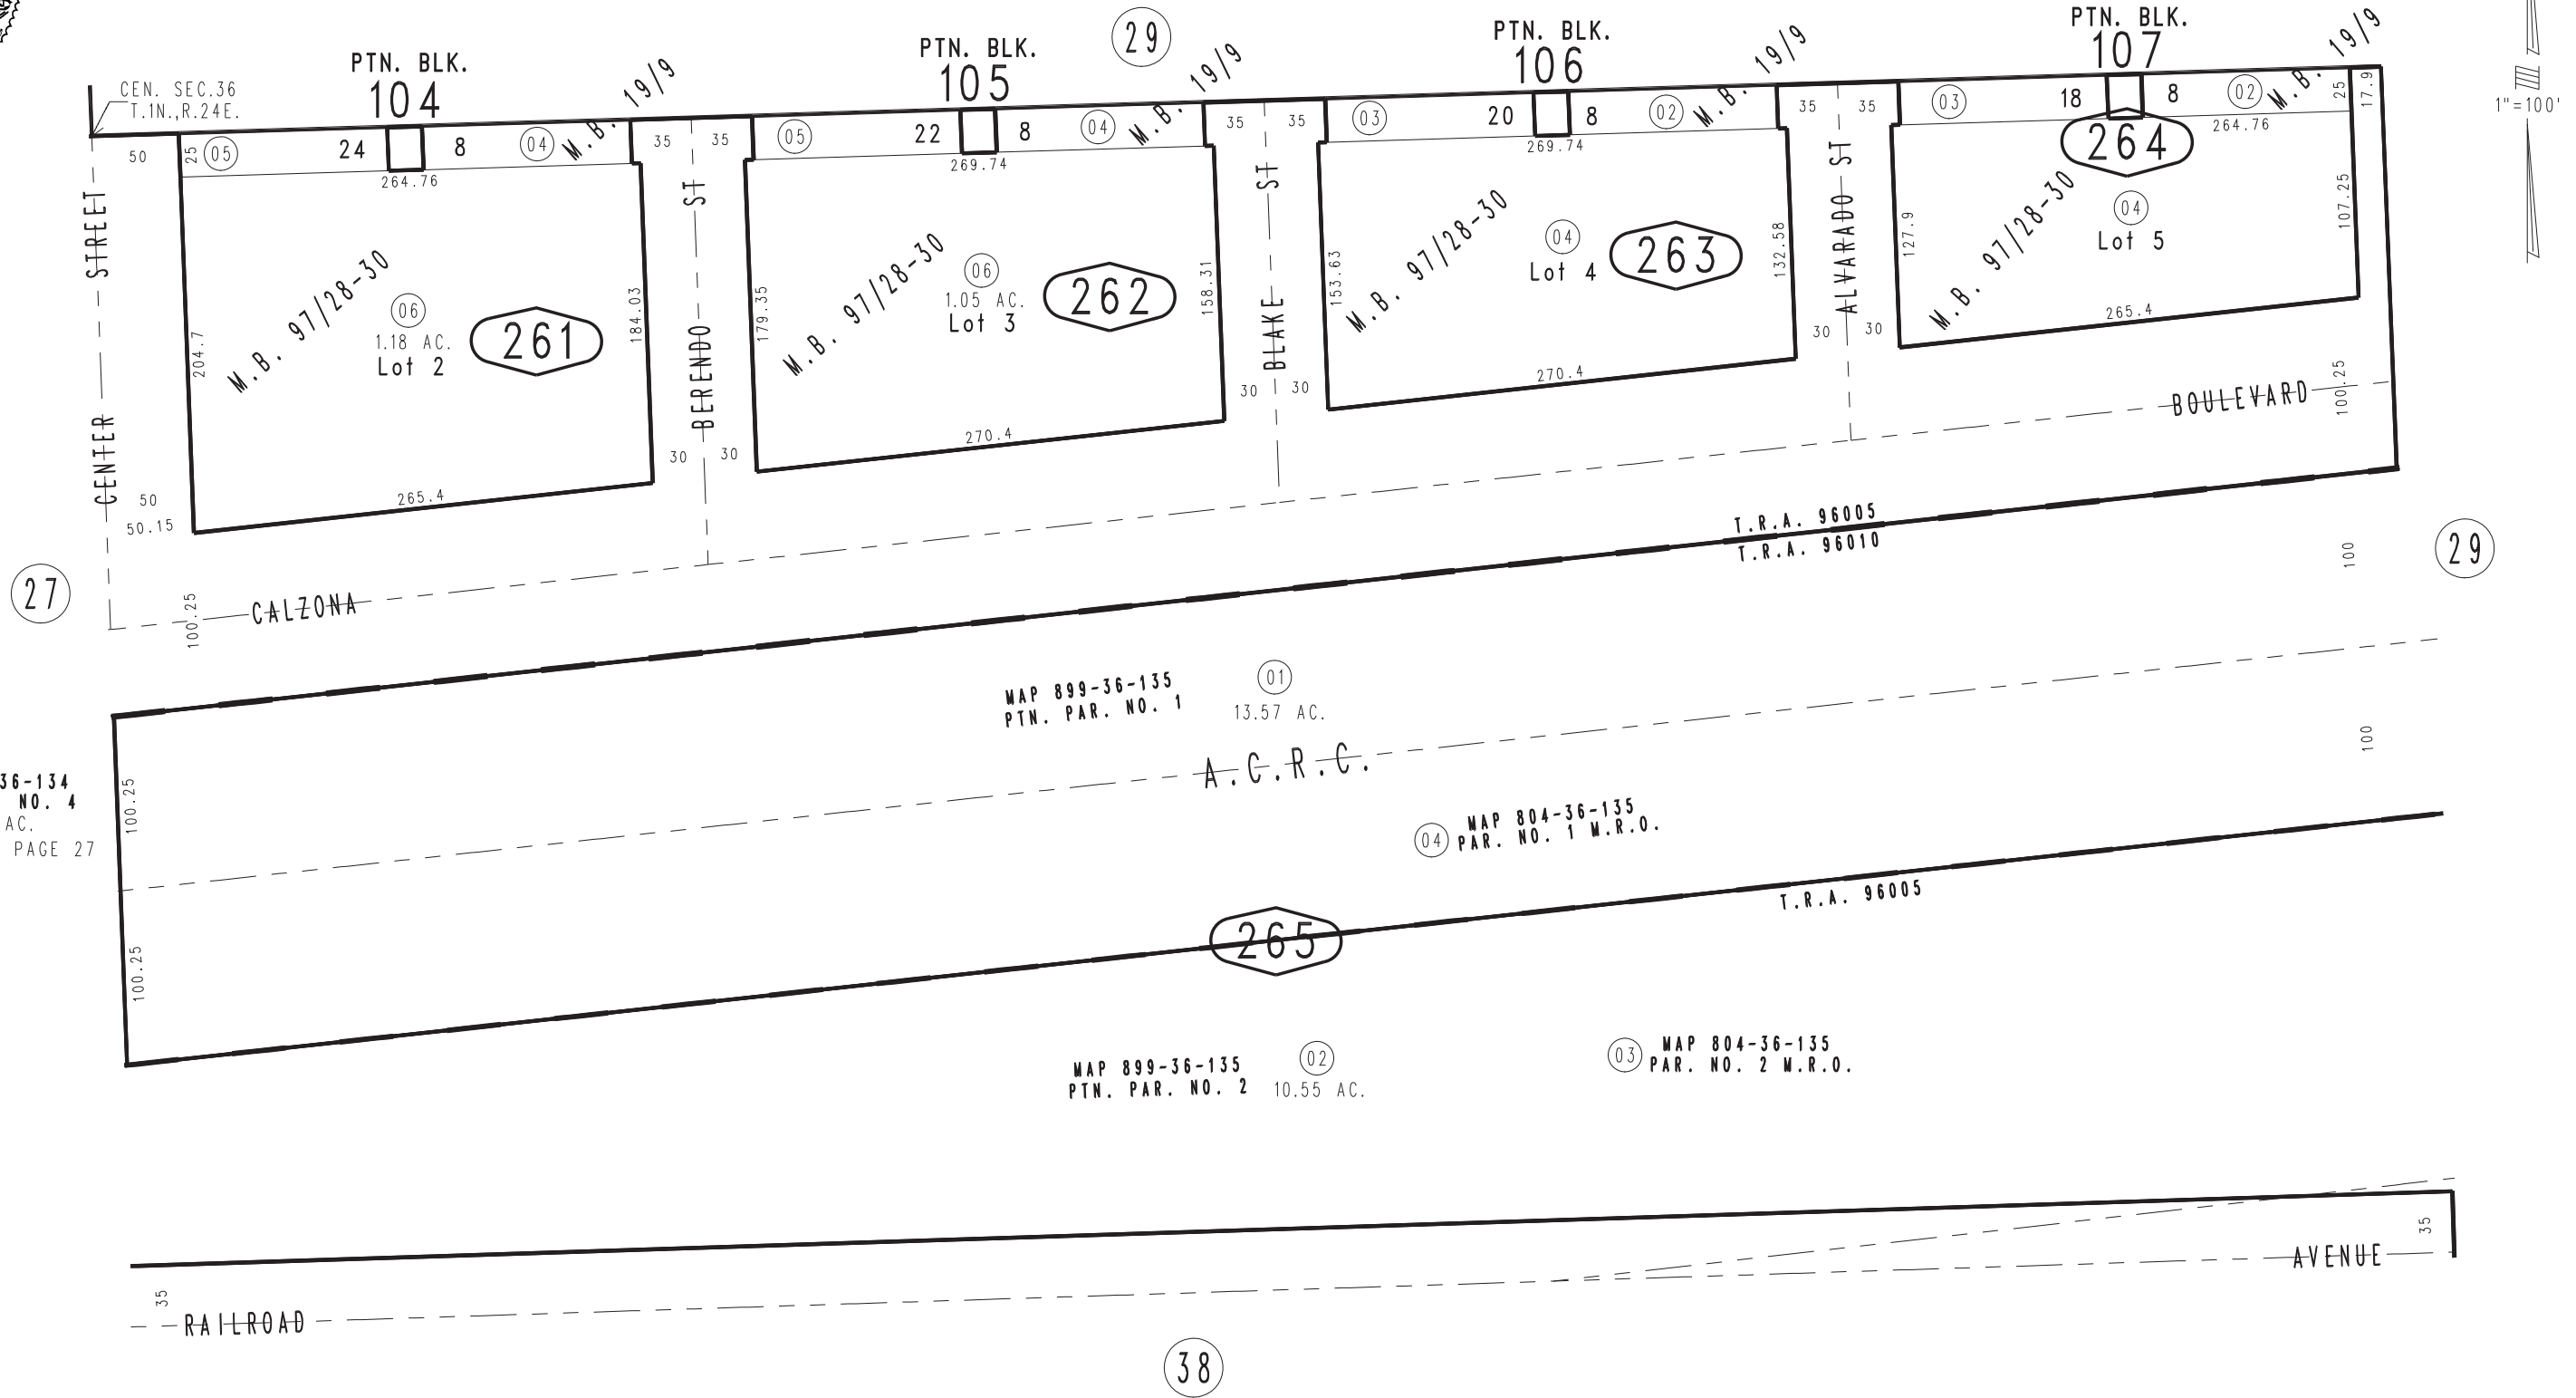 PTN. BLK.
104
PTN. BLK.
105
29
PTN. BLK.
106
PTN. BLK.
107
CEN. SEC.36
T.1N.,R.24E.
M.B. 19/9
M.B. 19/9
M.B. 19/9
M.B. 19/9
1"=100'
50
25
05
24
8
04
35
35
05
22
8
04
35
35
03
20
8
02
35
35
03
18
8
02
25
17.9
264.76
269.74
269.74
264.76
CENTER STREET
204.7
M.B. 97/28-30
06
1.18 AC.
Lot 2
261
184.03
265.4
50
50.15
BERENDO ST
30
30
179.35
M.B. 97/28-30
06
1.05 AC.
Lot 3
262
158.31
270.4
BLAKE ST
30
30
153.63
M.B. 97/28-30
04
Lot 4
263
132.58
270.4
ALVARADO ST
30
30
127.9
M.B. 97/28-30
264
04
Lot 5
107.25
265.4
100.25
CALZONA BOULEVARD
100.25
T.R.A. 96005
T.R.A. 96010
27
29
100
MAP 899-36-135
PTN. PAR. NO. 1
01
13.57 AC.
A.C.R.C.
100
36-134
NO. 4
AC.
PAGE 27
100.25
100.25
04
MAP 804-36-135
PAR. NO. 1 M.R.O.
T.R.A. 96005
265
MAP 899-36-135
PTN. PAR. NO. 2
02
10.55 AC.
03
MAP 804-36-135
PAR. NO. 2 M.R.O.
35
35
RAILROAD AVENUE
38